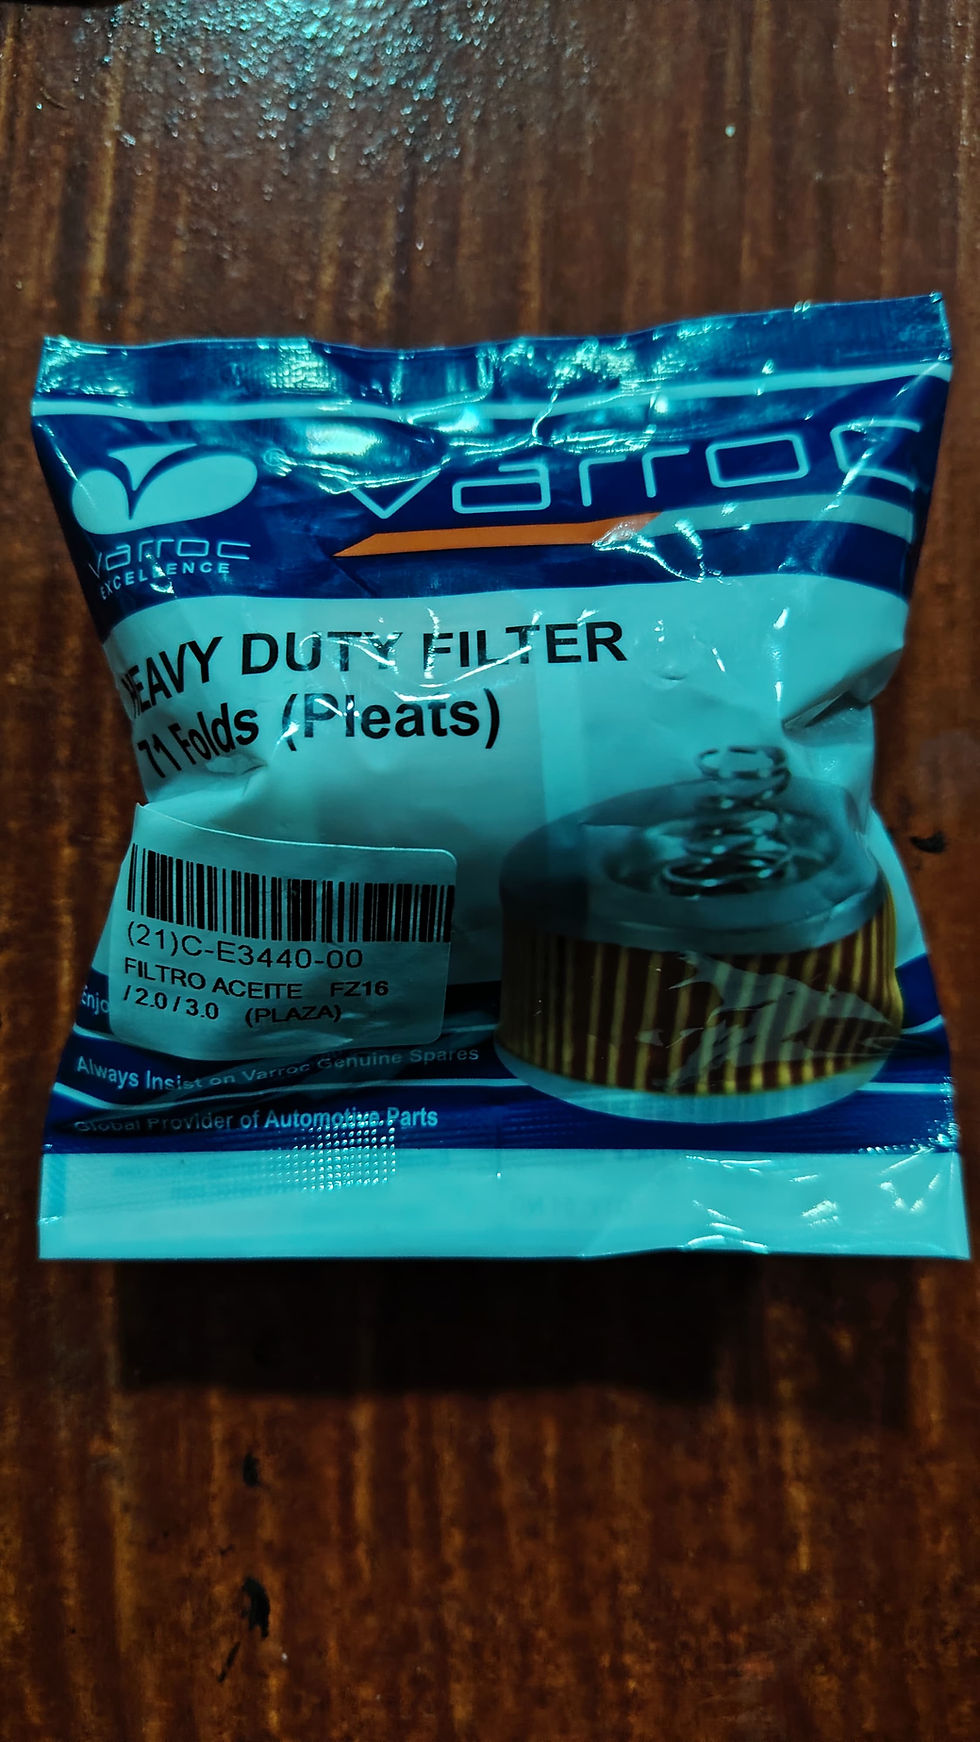 varroc
varroc
EXCELLENCE
HEAVY DUTY FILTER
71 Folds (Pleats)
(21)C-E3440-00
FILTRO ACEITE FZ16
/ 2.0 / 3.0 (PLAZA)
Always Insist on Varroc Genuine Spares
Global Provider of Automotive Parts